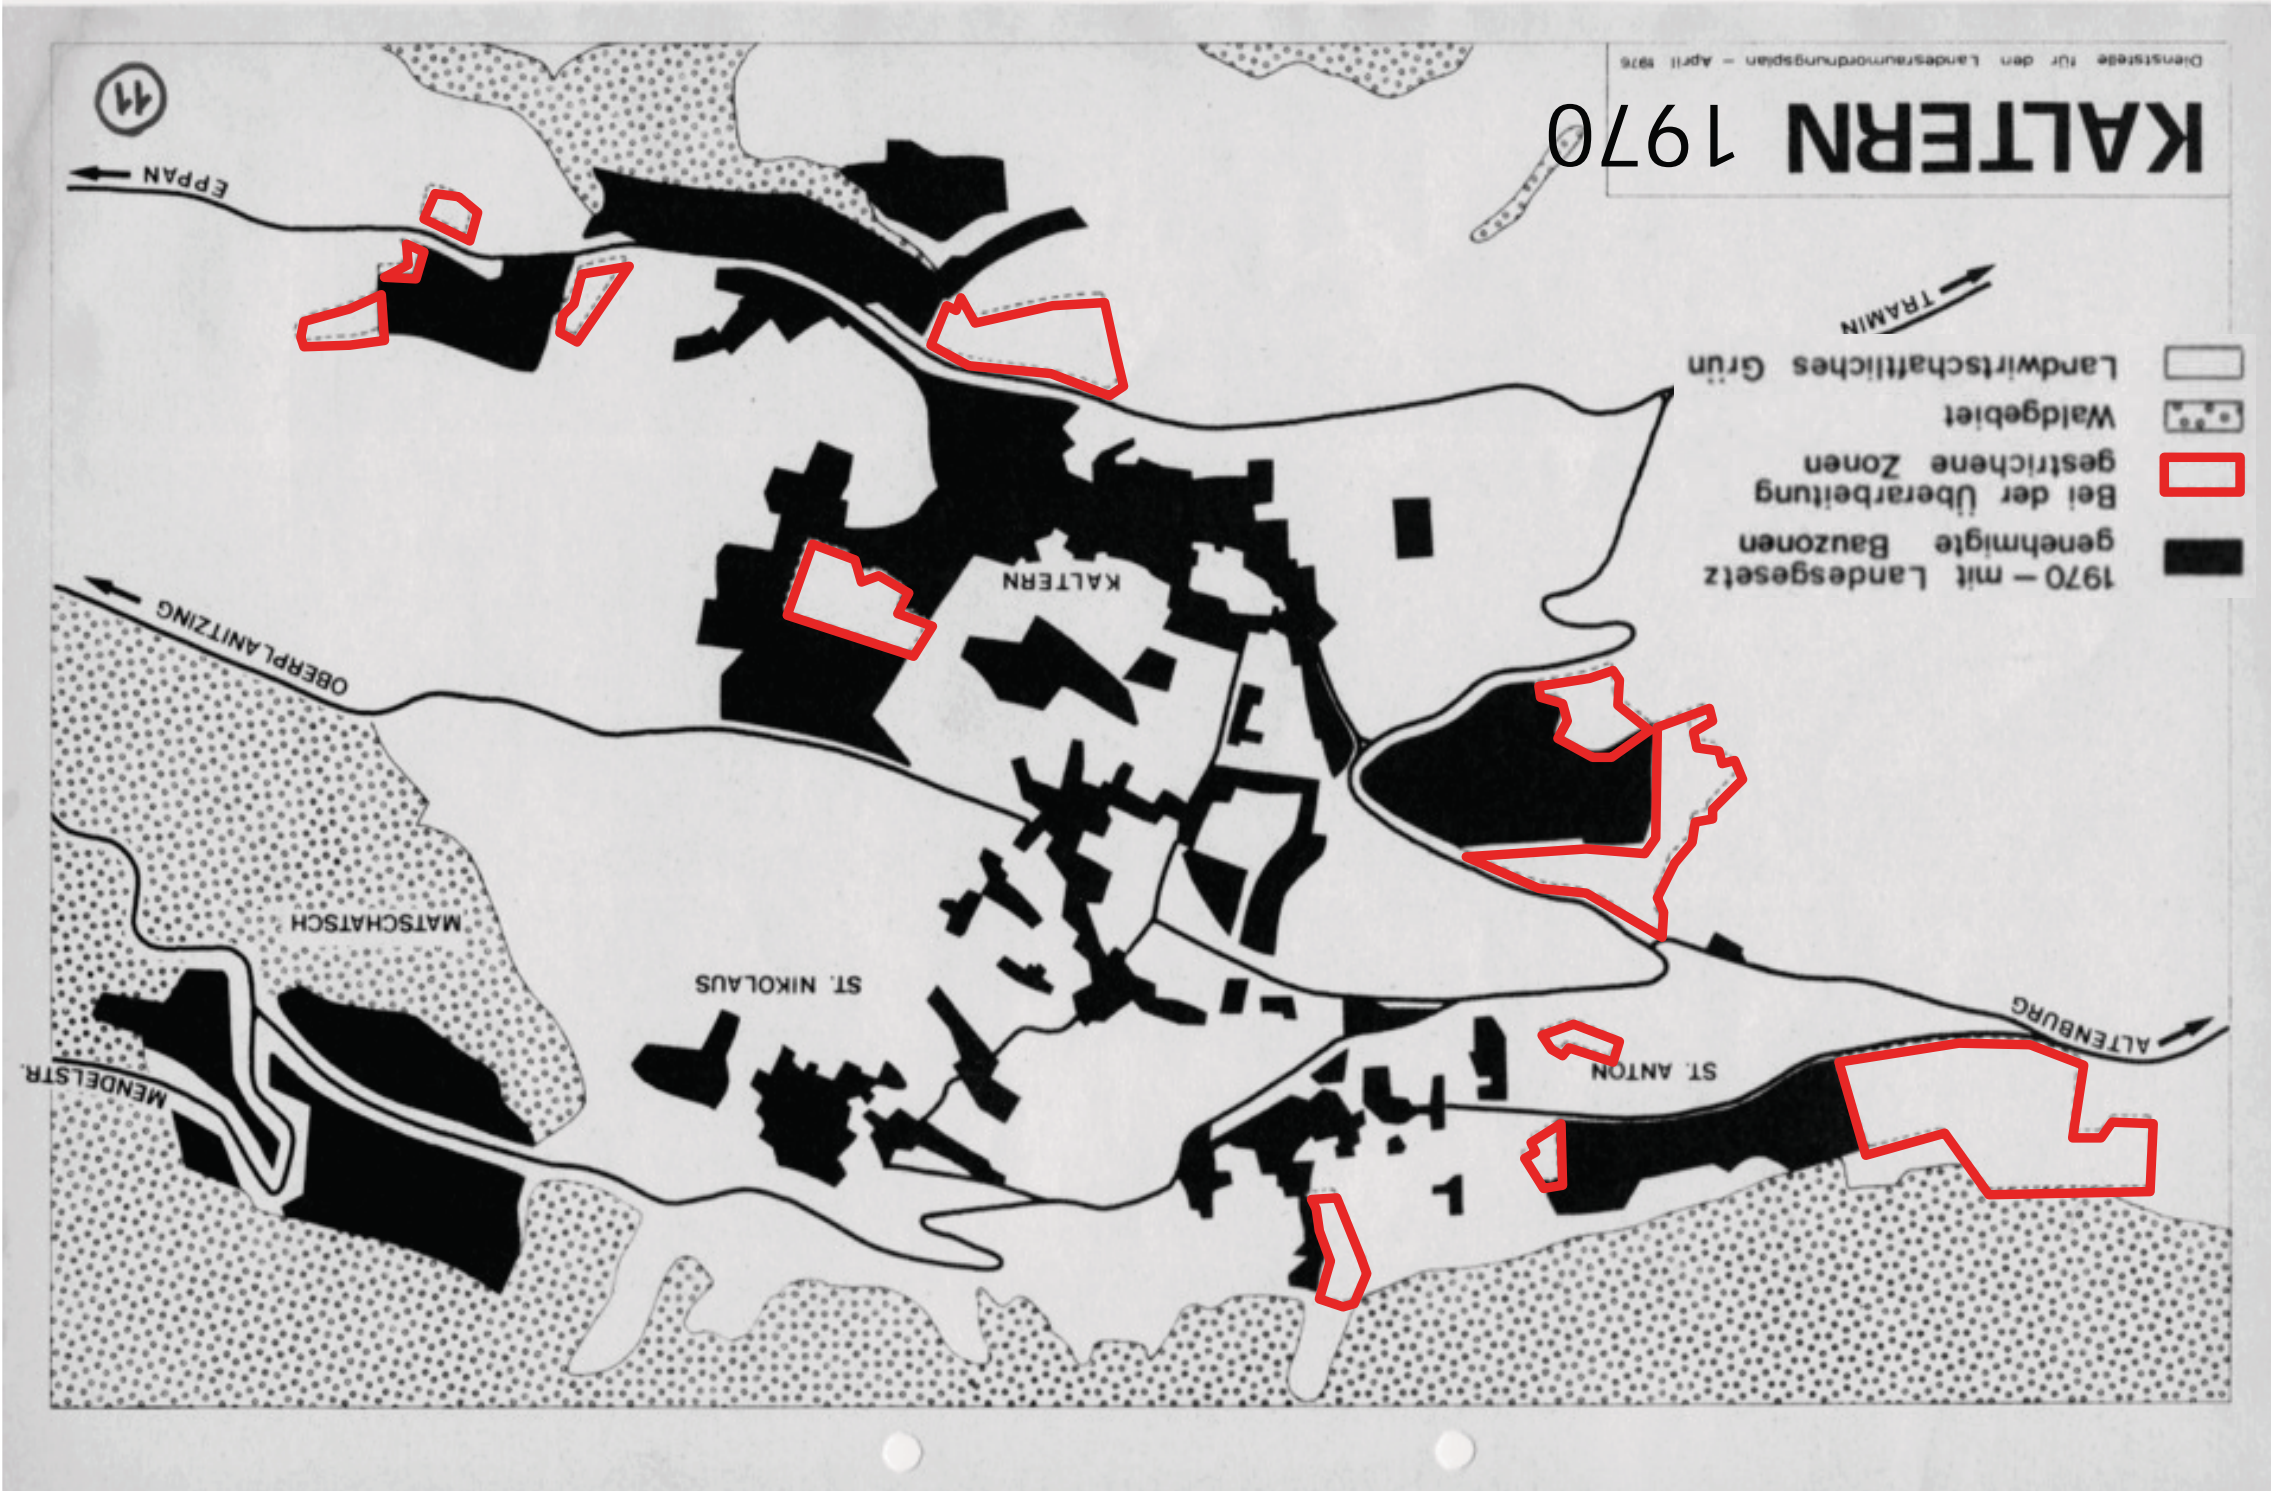 MENDELSTR.
ST. ANTON
ALTENBURG
ST. NIKOLAUS
MATSCHATSCH
OBERPLANITZING
KALTERN
1970 – mit Landesgesetz
genehmigte Bauzonen
Bei der Überarbeitung
gestrichene Zonen
Waldgebiet
Landwirtschaftliches Grün
TRAMIN
EPPAN
KALTERN 1970
11
Dienststelle für den Landesraumordnungsplan – April 1976